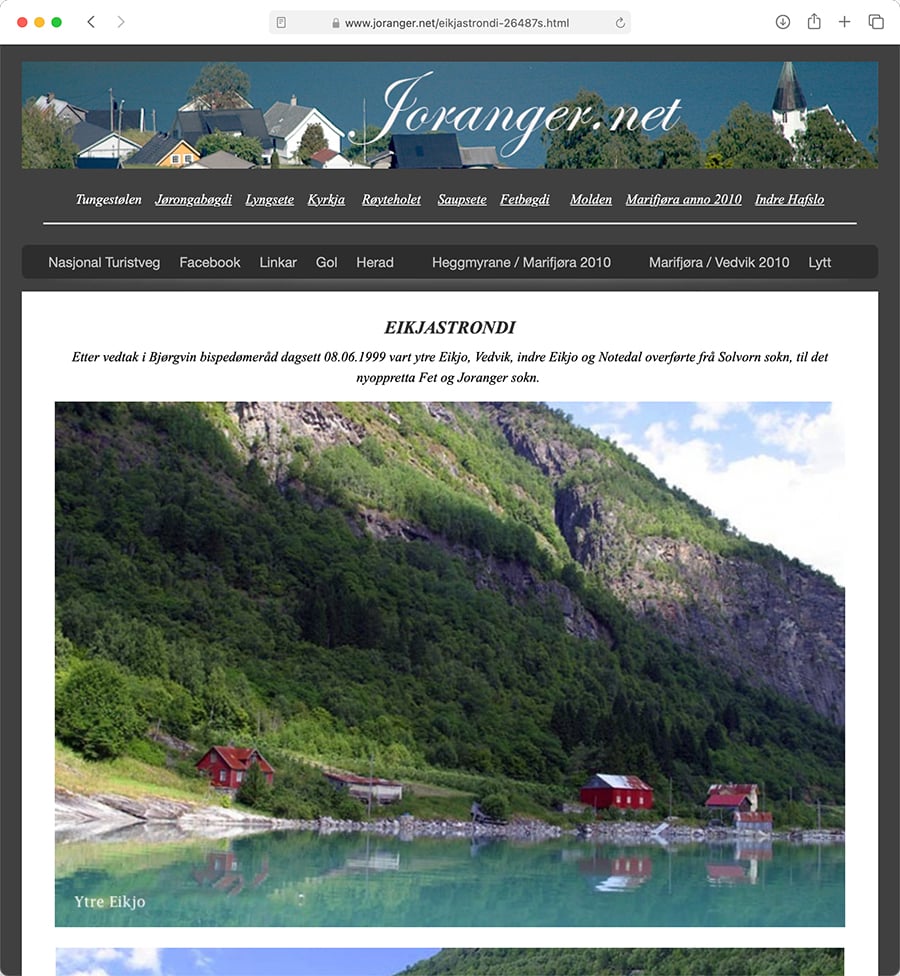 www.joranger.net/eikjastrondi-26487s.html
Joranger.net
Tungestølen Jørongabøgdi Lyngsete Kyrkja Røyteholet Saupsete Fetbøgdi Molden Marifjøra anno 2010 Indre Hafslo
Nasjonal Turistveg Facebook Linkar Gol Herad Heggmyrane / Marifjøra 2010 Marifjøra / Vedvik 2010 Lytt
EIKJASTRONDI
Etter vedtak i Bjørgvin bispedømeråd dagsett 08.06.1999 vart ytre Eikjo, Vedvik, indre Eikjo og Notedal overførte frå Solvorn sokn, til det
nyoppretta Fet og Joranger sokn.
Ytre Eikjo